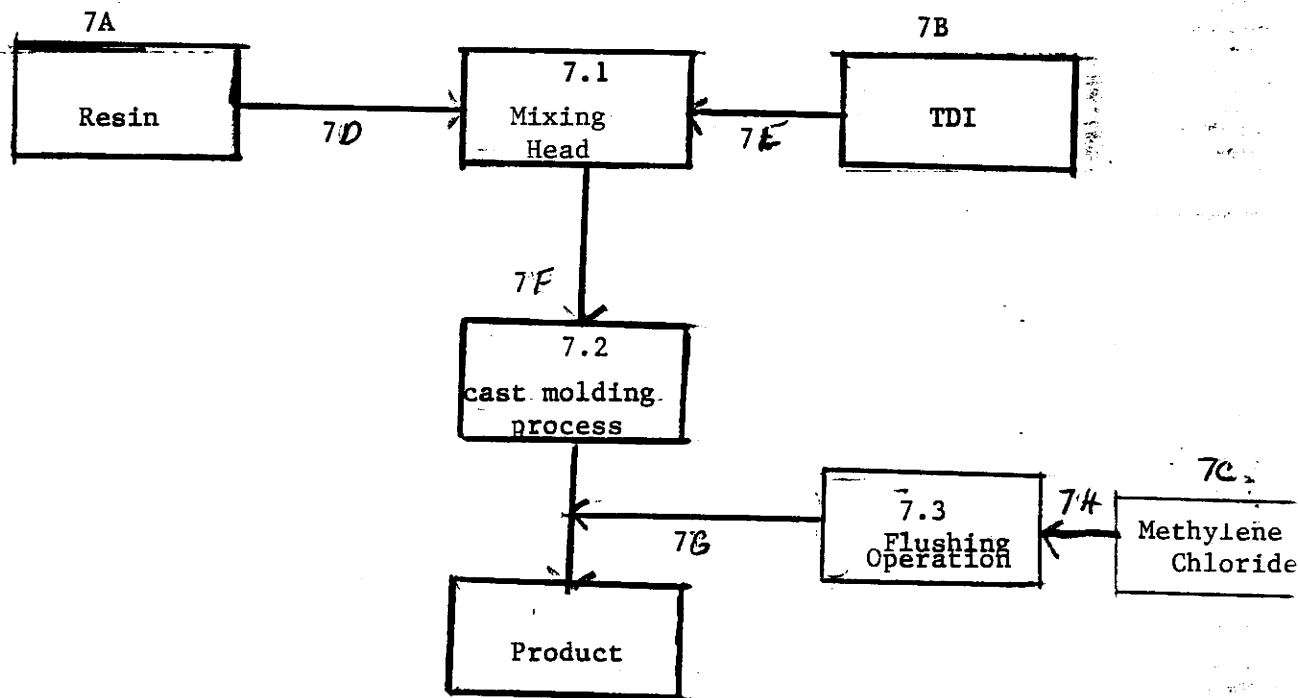 7A
7B
Resin
7D
7.1
Mixing
Head
7E
TDI
7F
7.2
cast molding
process
7C
7H
7.3
Flushing
Operation
7G
Methylene
Chloride
Product